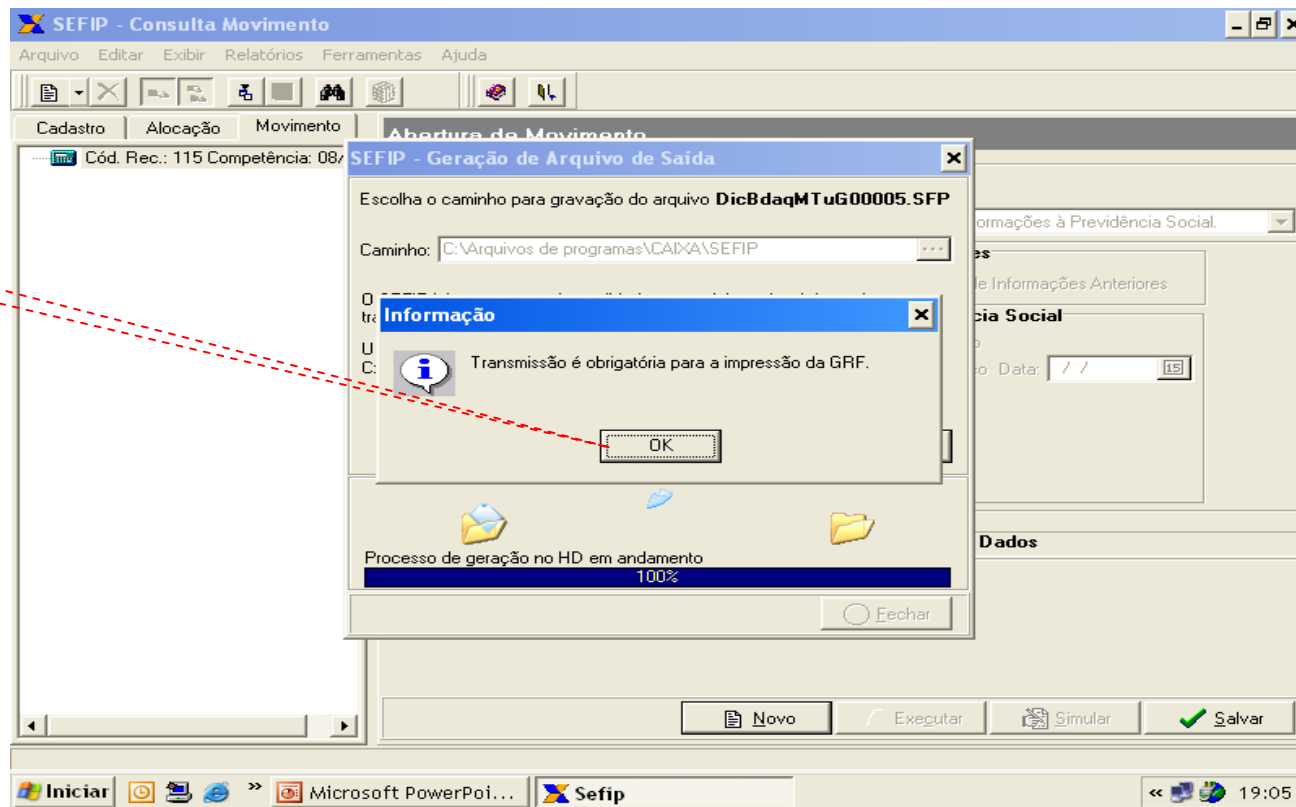 SEFIP - Consulta Movimento
Arquivo Editar Exibir Relatórios Ferramentas Ajuda
Cadastro Alocação Movimento
Abertura de Movimento
Cód. Rec.: 115 Competência: 08/
SEFIP - Geração de Arquivo de Saída
Escolha o caminho para gravação do arquivo DicBdaqMTuG00005.SFP
ormações à Previdência Social.
Caminho: C:\Arquivos de programas\CAIXA\SEFIP ...
es
de Informações Anteriores
O
tra
Informação
cia Social
U
C:
Transmissão é obrigatória para a impressão da GRF.
o Data: / / 15
OK
Dados
Processo de geração no HD em andamento
100%
Fechar
Novo Executar Simular Salvar
Iniciar » Microsoft PowerPoi... Sefip « 19:05